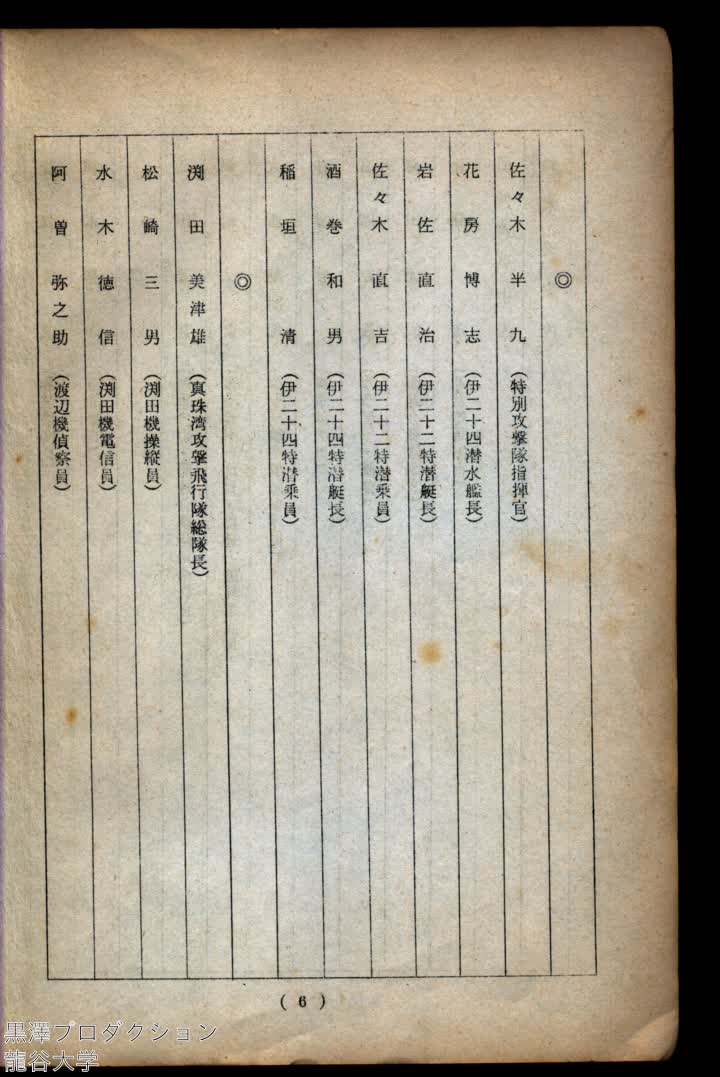 ◎
佐々木半九(特別攻撃隊指揮官)
花房博志(伊二十四潜水艦長)
岩佐直治(伊二十二特潜艇長)
佐々木直吉(伊二十二特潜乗員)
酒巻和男(伊二十四特潜艇長)
稲垣清(伊二十四特潜乗員)
◎
渕田美津雄(真珠湾攻撃飛行隊総隊長)
松崎三男(渕田機操縦員)
水木徳信(渕田機電信員)
阿曽弥之助(渡辺機偵察員)
(6)
黒澤プロダクション
龍谷大学